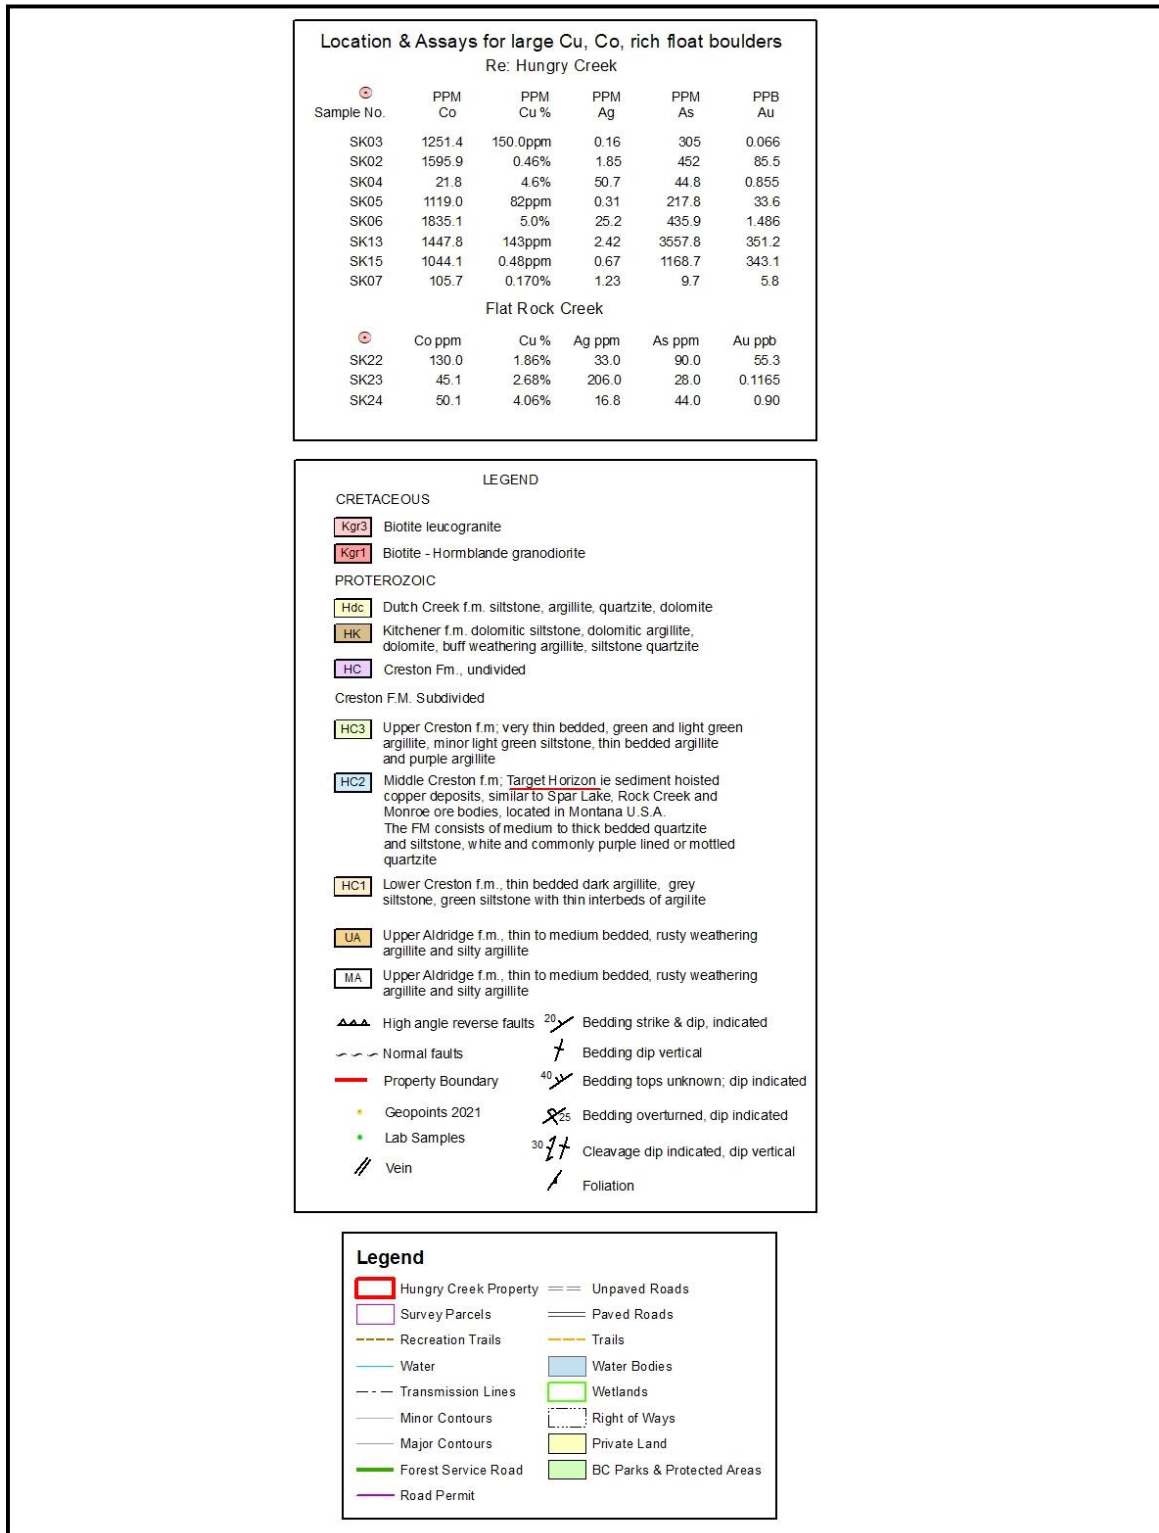 Location & Assays for large Cu, Co, rich float boulders
Re: Hungry Creek
PPM PPM PPM PPM PPB
Sample No. Co Cu % Ag As Au
SK03 1251.4 150.0ppm 0.16 305 0.066
SK02 1595.9 0.46% 1.85 452 85.5
SK04 21.8 4.6% 50.7 44.8 0.855
SK05 1119.0 82ppm 0.31 217.8 33.6
SK06 1835.1 5.0% 25.2 435.9 1.486
SK13 1447.8 143ppm 2.42 3557.8 351.2
SK15 1044.1 0.48ppm 0.67 1168.7 343.1
SK07 105.7 0.170% 1.23 9.7 5.8
Flat Rock Creek
Co ppm Cu % Ag ppm As ppm Au ppb
SK22 130.0 1.86% 33.0 90.0 55.3
SK23 45.1 2.68% 206.0 28.0 0.1165
SK24 50.1 4.06% 16.8 44.0 0.90
LEGEND
CRETACEOUS
Kgr3 Biotite leucogranite
Kgr1 Biotite - Hormblande granodiorite
PROTEROZOIC
Hdc Dutch Creek f.m. siltstone, argillite, quartzite, dolomite
HK Kitchener f.m. dolomitic siltstone, dolomitic argillite,
dolomite, buff weathering argillite, siltstone quartzite
HC Creston Fm., undivided
Creston F.M. Subdivided
HC3 Upper Creston f.m; very thin bedded, green and light green
argillite, minor light green siltstone, thin bedded argillite
and purple argillite
HC2 Middle Creston f.m; Target Horizon ie sediment hoisted
copper deposits, similar to Spar Lake, Rock Creek and
Monroe ore bodies, located in Montana U.S.A.
The FM consists of medium to thick bedded quartzite
and siltstone, white and commonly purple lined or mottled
quartzite
HC1 Lower Creston f.m., thin bedded dark argillite, grey
siltstone, green siltstone with thin interbeds of argilite
UA Upper Aldridge f.m., thin to medium bedded, rusty weathering
argillite and silty argillite
MA Upper Aldridge f.m., thin to medium bedded, rusty weathering
argillite and silty argillite
High angle reverse faults 20 Bedding strike & dip, indicated
Normal faults Bedding dip vertical
Property Boundary 40 Bedding tops unknown; dip indicated
Geopoints 2021 25 Bedding overturned, dip indicated
Lab Samples 30 Cleavage dip indicated, dip vertical
Vein Foliation
Legend
Hungry Creek Property Unpaved Roads
Survey Parcels Paved Roads
Recreation Trails Trails
Water Water Bodies
Transmission Lines Wetlands
Minor Contours Right of Ways
Major Contours Private Land
Forest Service Road BC Parks & Protected Areas
Road Permit